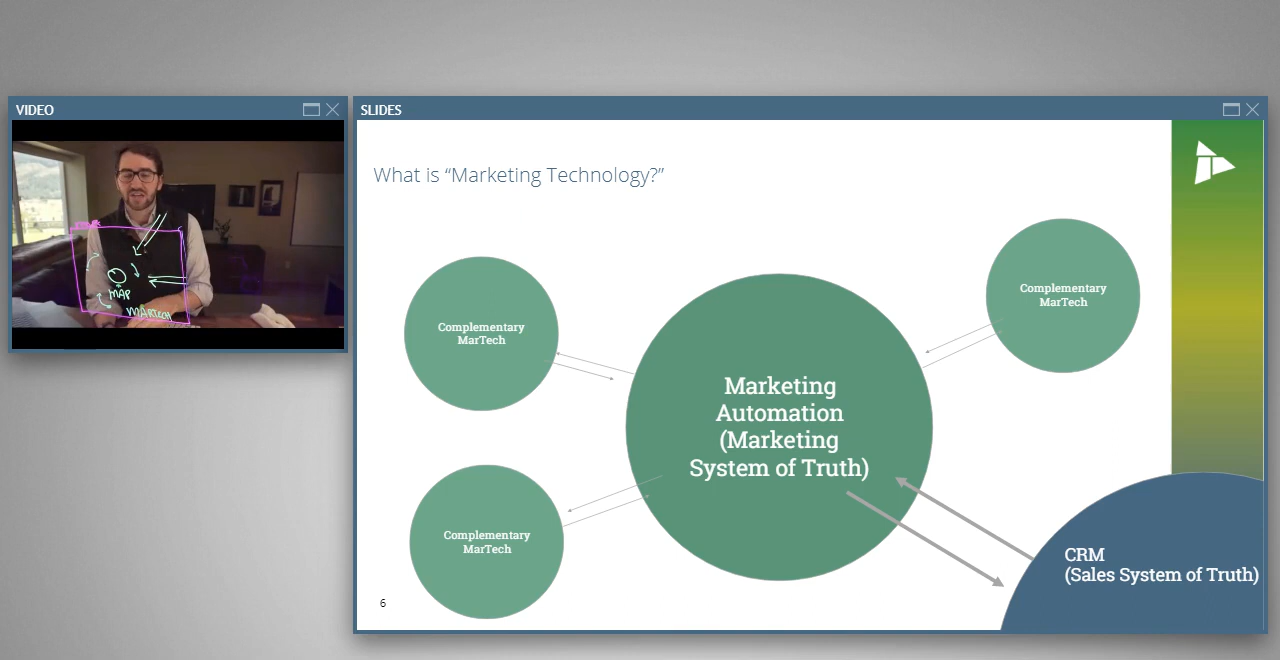 VIDEO
MAP
MARTECH
SLIDES
What is “Marketing Technology?”
Complementary
MarTech
Complementary
MarTech
Marketing
Automation
(Marketing
System of Truth)
Complementary
MarTech
CRM
(Sales System of Truth)
6